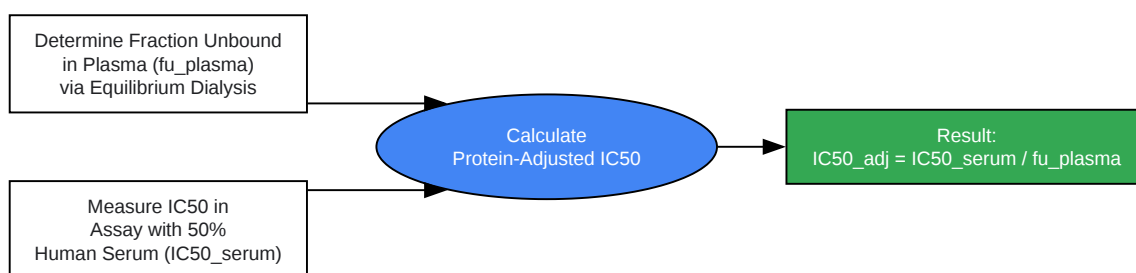 Determine Fraction Unbound
in Plasma (fu_plasma)
via Equilibrium Dialysis
Calculate
Protein-Adjusted IC50
Result:
IC50_adj = IC50_serum / fu_plasma
Measure IC50 in
Assay with 50%
Human Serum (IC50_serum)